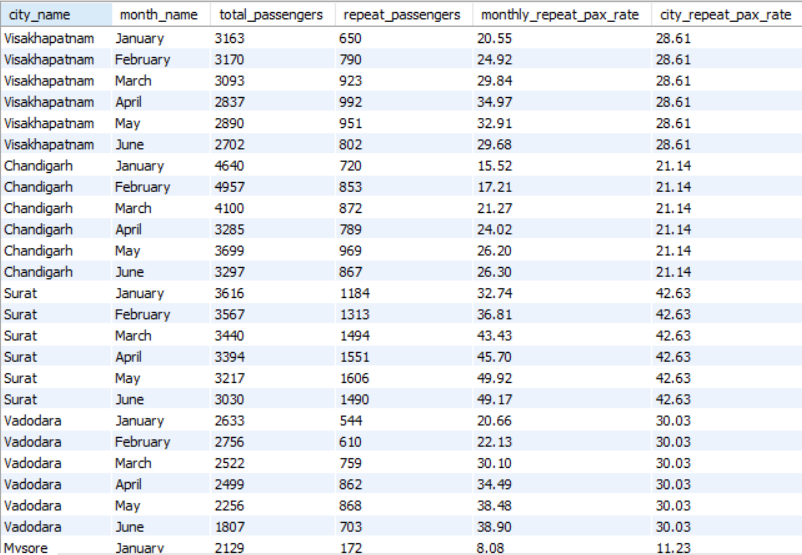 city_name month_name total_passengers repeat_passengers monthly_repeat_pax_rate city_repeat_pax_rate
Visakhapatnam January 3163 650 20.55 28.61
Visakhapatnam February 3170 790 24.92 28.61
Visakhapatnam March 3093 923 29.84 28.61
Visakhapatnam April 2837 992 34.97 28.61
Visakhapatnam May 2890 951 32.91 28.61
Visakhapatnam June 2702 802 29.68 28.61
Chandigarh January 4640 720 15.52 21.14
Chandigarh February 4957 853 17.21 21.14
Chandigarh March 4100 872 21.27 21.14
Chandigarh April 3285 789 24.02 21.14
Chandigarh May 3699 969 26.20 21.14
Chandigarh June 3297 867 26.30 21.14
Surat January 3616 1184 32.74 42.63
Surat February 3567 1313 36.81 42.63
Surat March 3440 1494 43.43 42.63
Surat April 3394 1551 45.70 42.63
Surat May 3217 1606 49.92 42.63
Surat June 3030 1490 49.17 42.63
Vadodara January 2633 544 20.66 30.03
Vadodara February 2756 610 22.13 30.03
Vadodara March 2522 759 30.10 30.03
Vadodara April 2499 862 34.49 30.03
Vadodara May 2256 868 38.48 30.03
Vadodara June 1807 703 38.90 30.03
Mysore January 2129 172 8.08 11.23